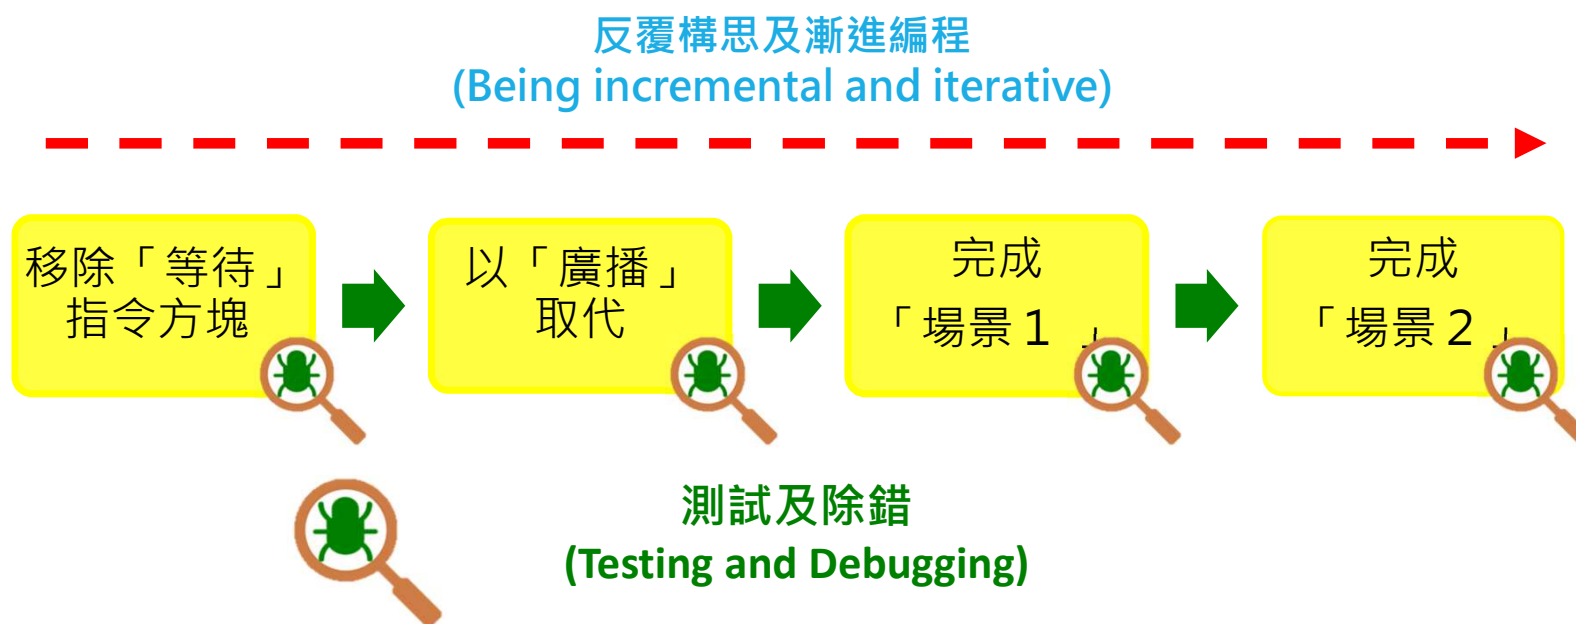 反覆構思及漸進編程
(Being incremental and iterative)
移除「等待」
指令方塊
以「廣播」
取代
完成
「場景1 」
完成
「場景2」
測試及除錯
(Testing and Debugging)